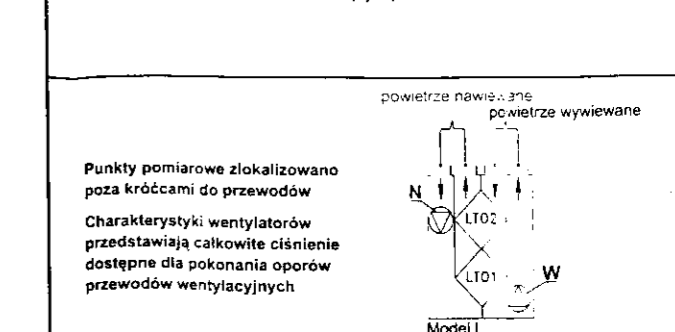 powietrze nawiewane
powietrze wywiewane
Punkty pomiarowe zlokalizowano
poza króćcami do przewodów
Charakterystyki wentylatorów
przedstawiają całkowite ciśnienie
dostępne dla pokonania oporów
przewodów wentylacyjnych
N
LTO2
LTO1
W
Model L